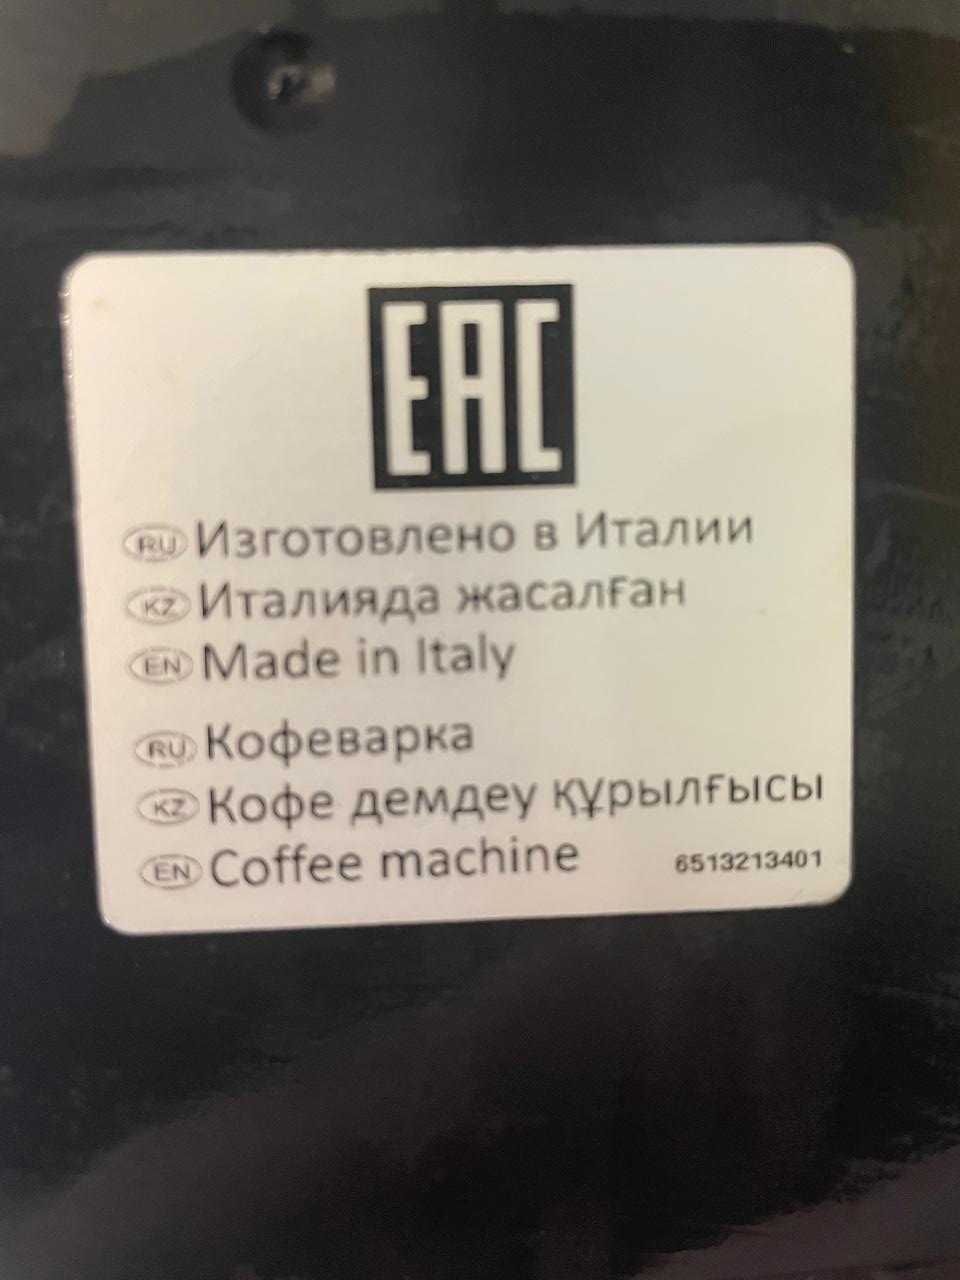 EAC
RU Изготовлено в Италии
KZ Италияда жасалған
EN Made in Italy
RU Кофеварка
KZ Кофе демдеу құрылғысы
EN Coffee machine 6513213401